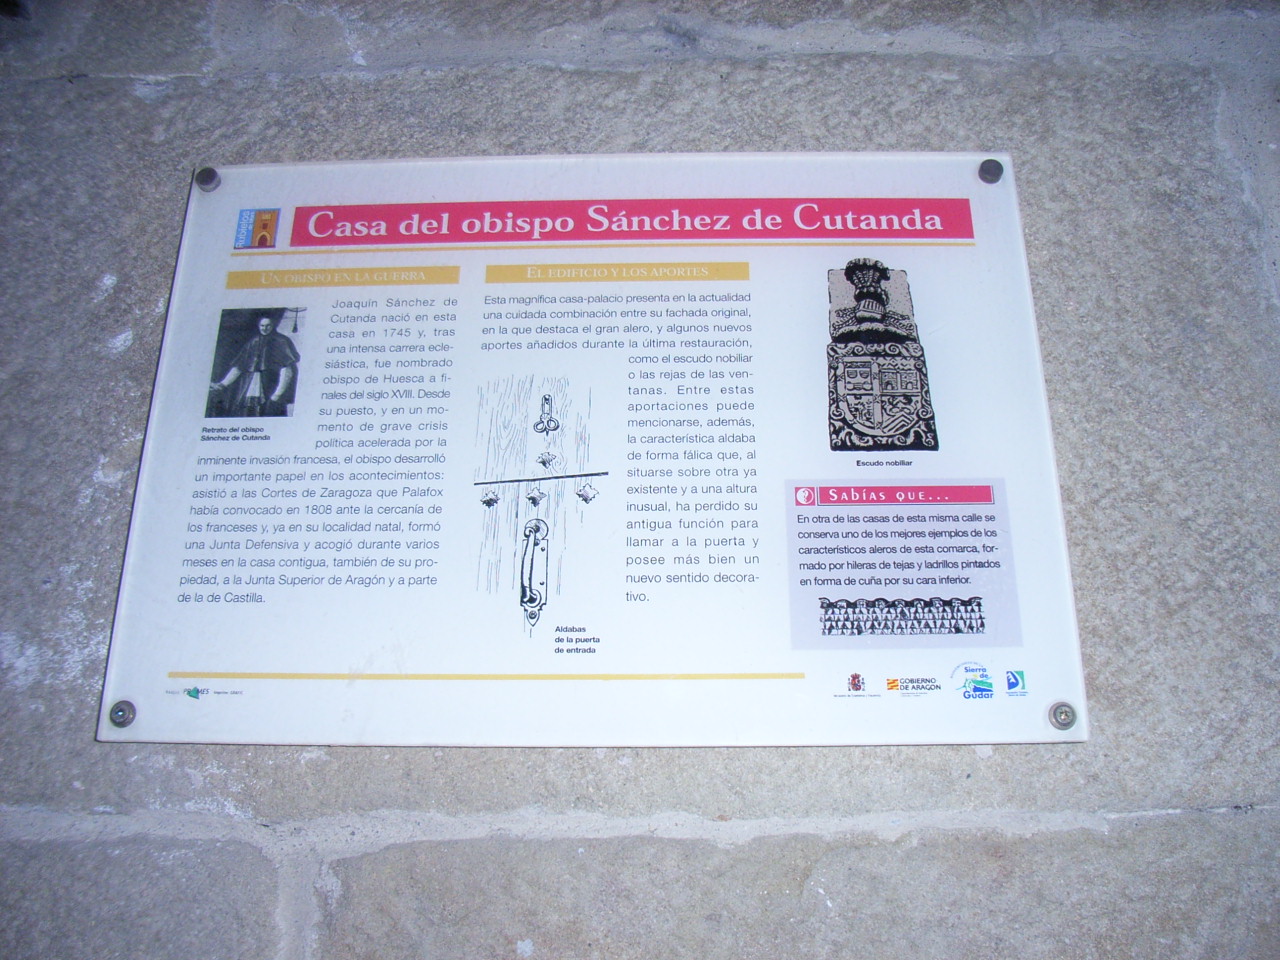 Rubielos
Casa del obispo Sánchez de Cutanda
UN OBISPO EN LA GUERRA
Joaquín Sánchez de
Cutanda nació en esta
casa en 1745 y, tras
una intensa carrera ecle-
siástica, fue nombrado
obispo de Huesca a fi-
nales del siglo XVIII. Desde
su puesto, y en un mo-
mento de grave crisis
política acelerada por la
inminente invasión francesa, el obispo desarrolló
un importante papel en los acontecimientos:
asistió a las Cortes de Zaragoza que Palafox
había convocado en 1808 ante la cercanía de
los franceses y, ya en su localidad natal, formó
una Junta Defensiva y acogió durante varios
meses en la casa contigua, también de su pro-
piedad, a la Junta Superior de Aragón y a parte
de la de Castilla.
Retrato del obispo
Sánchez de Cutanda
EL EDIFICIO Y LOS APORTES
Esta magnífica casa-palacio presenta en la actualidad
una cuidada combinación entre su fachada original,
en la que destaca el gran alero, y algunos nuevos
aportes añadidos durante la última restauración,
como el escudo nobiliar
o las rejas de las ven-
tanas. Entre estas
aportaciones puede
mencionarse, además,
la característica aldaba
de forma fálica que, al
situarse sobre otra ya
existente y a una altura
inusual, ha perdido su
antigua función para
llamar a la puerta y
posee más bien un
nuevo sentido decora-
tivo.
Aldabas
de la puerta
de entrada
Escudo nobiliar
SABÍAS QUE...
En otra de las casas de esta misma calle se
conserva uno de los mejores ejemplos de los
característicos aleros de esta comarca, for-
mado por hileras de tejas y ladrillos pintados
en forma de cuña por su cara inferior.
GOBIERNO
DE ARAGON
Sierra
de
Gúdar